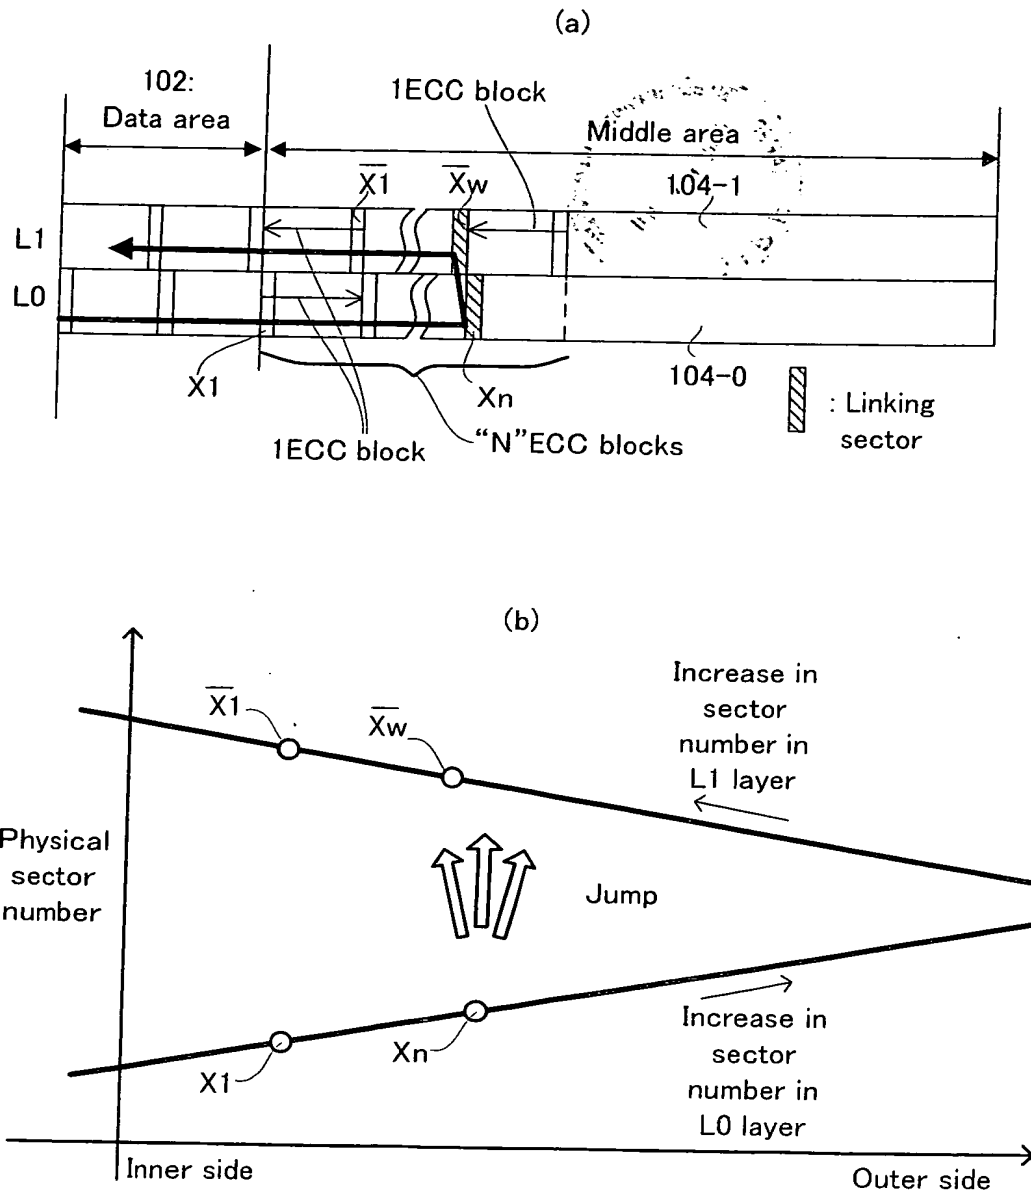 (a)
102:
Data area
1ECC block
Middle area
X̅1̅
X̅w
104-1
L1
L0
X1
Xn
104-0
1ECC block
“N”ECC blocks
: Linking
sector
(b)
X̅1̅
X̅w
Increase in
sector
number in
L1 layer
Physical
sector
number
Jump
X1
Xn
Increase in
sector
number in
L0 layer
Inner side
Outer side